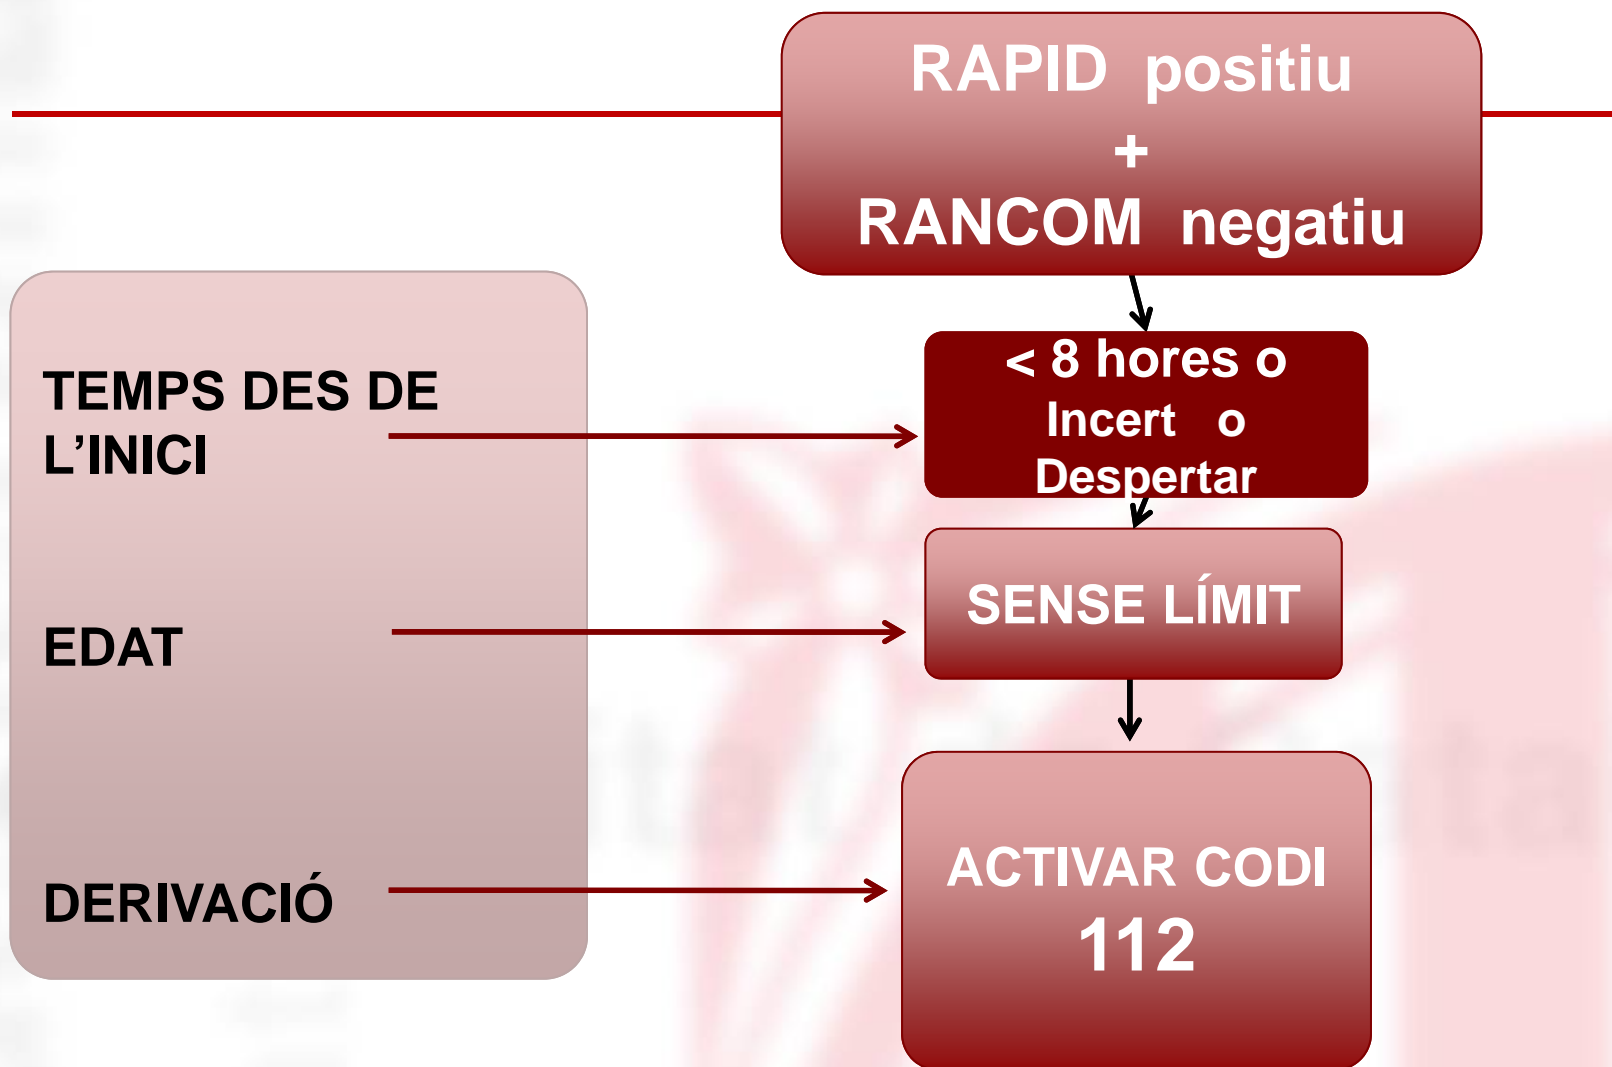 RAPID positiu
+
RANCOM negatiu
TEMPS DES DE
L’INICI
< 8 hores o
Incert o
Despertar
EDAT
SENSE LÍMIT
DERIVACIÓ
ACTIVAR CODI
112